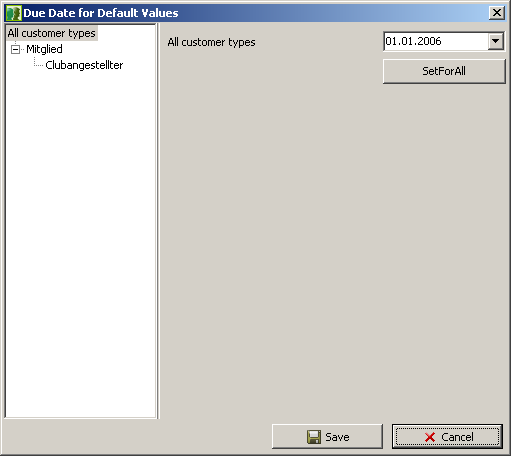 Due Date for Default Values
All customer types
Mitglied
Clubangestellter
All customer types
01.01.2006
SetForAll
Save
Cancel